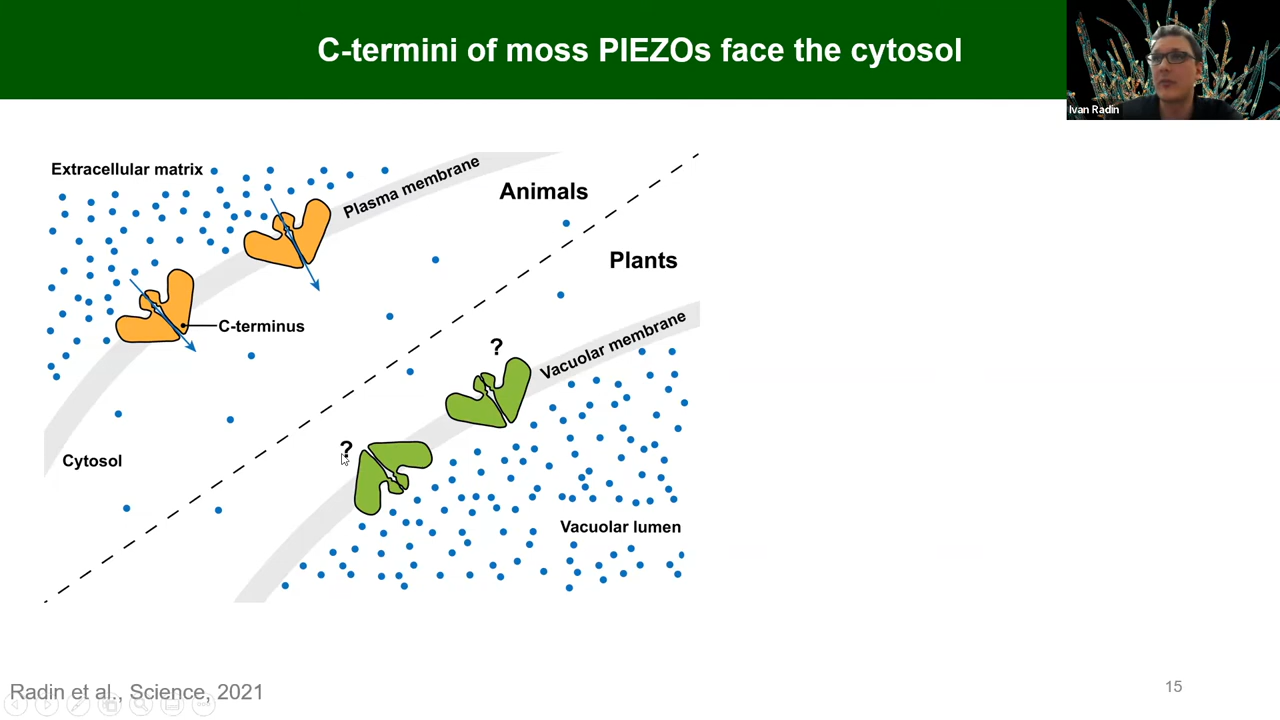 C-termini of moss PIEZOs face the cytosol
Ivan Radin
Extracellular matrix
Plasma membrane
Animals
Plants
C-terminus
?
Vacuolar membrane
?
Cytosol
Vacuolar lumen
Radin et al., Science, 2021
15